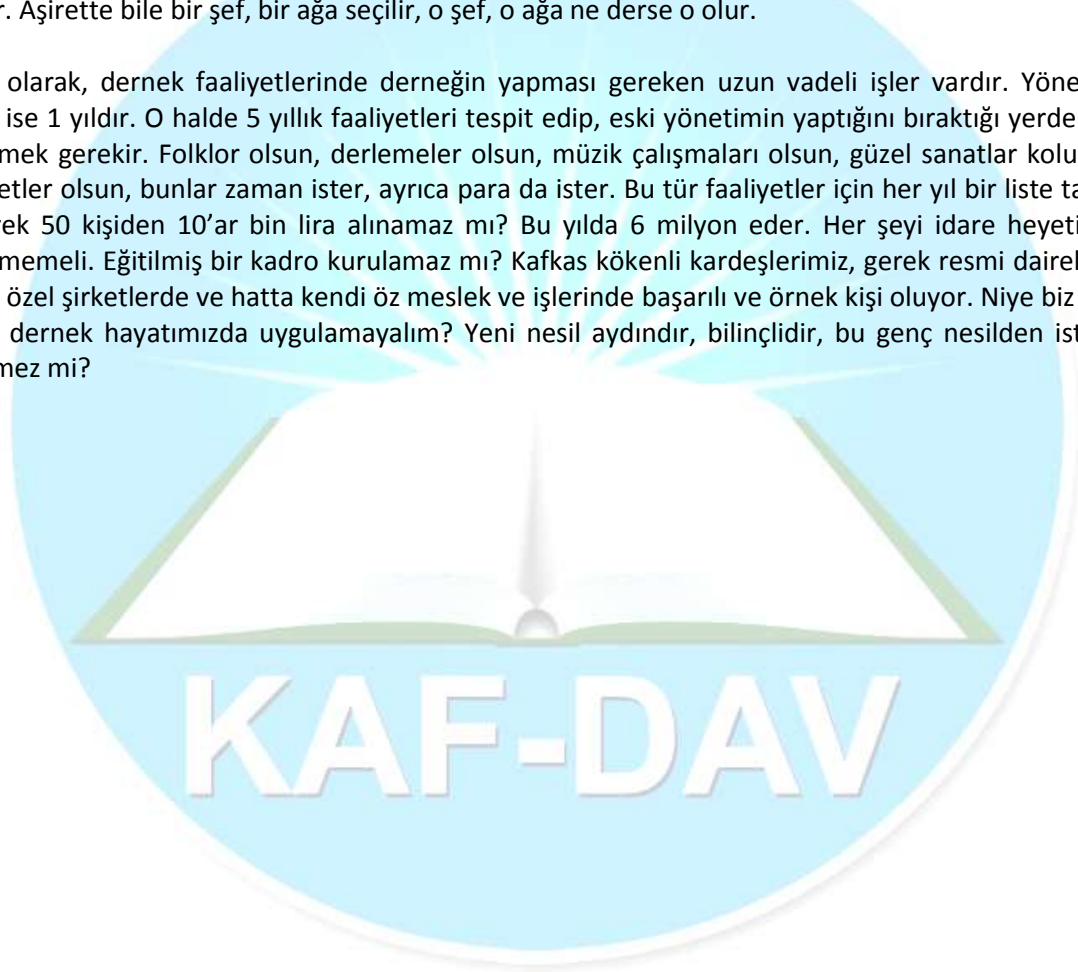 r. Aşirette bile bir şef, bir ağa seçilir, o şef, o ağa ne derse o olur.
olarak, dernek faaliyetlerinde derneğin yapması gereken uzun vadeli işler vardır. Yöne
ise 1 yıldır. O halde 5 yıllık faaliyetleri tespit edip, eski yönetimin yaptığını bıraktığı yerde
mek gerekir. Folklor olsun, derlemeler olsun, müzik çalışmaları olsun, güzel sanatlar kolu
etler olsun, bunlar zaman ister, ayrıca para da ister. Bu tür faaliyetler için her yıl bir liste ta
rek 50 kişiden 10’ar bin lira alınamaz mı? Bu yılda 6 milyon eder. Her şeyi idare heyeti
memeli. Eğitilmiş bir kadro kurulamaz mı? Kafkas kökenli kardeşlerimiz, gerek resmi dairel
özel şirketlerde ve hatta kendi öz meslek ve işlerinde başarılı ve örnek kişi oluyor. Niye biz
dernek hayatımızda uygulamayalım? Yeni nesil aydındır, bilinçlidir, bu genç nesilden ist
mez mi?
KAF-DAV